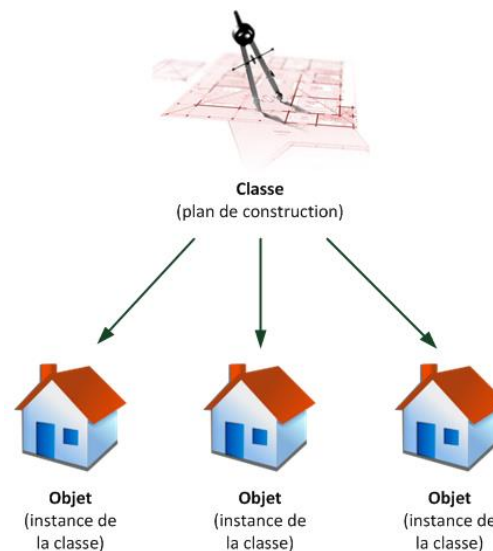 Classe
(plan de construction)
Objet
(instance de
la classe)
Objet
(instance de
la classe)
Objet
(instance de
la classe)